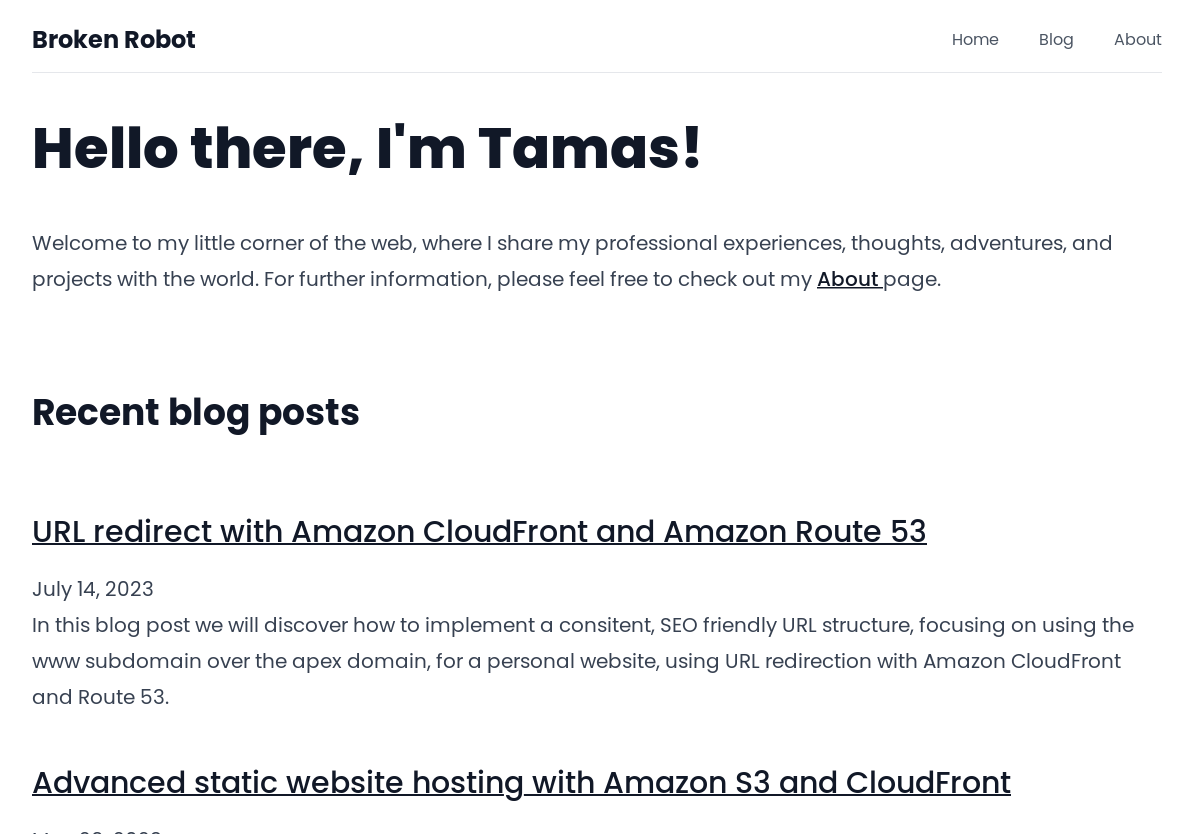 Broken Robot
Home Blog About
Hello there, I'm Tamas!
Welcome to my little corner of the web, where I share my professional experiences, thoughts, adventures, and
projects with the world. For further information, please feel free to check out my About page.
Recent blog posts
URL redirect with Amazon CloudFront and Amazon Route 53
July 14, 2023
In this blog post we will discover how to implement a consitent, SEO friendly URL structure, focusing on using the
www subdomain over the apex domain, for a personal website, using URL redirection with Amazon CloudFront
and Route 53.
Advanced static website hosting with Amazon S3 and CloudFront